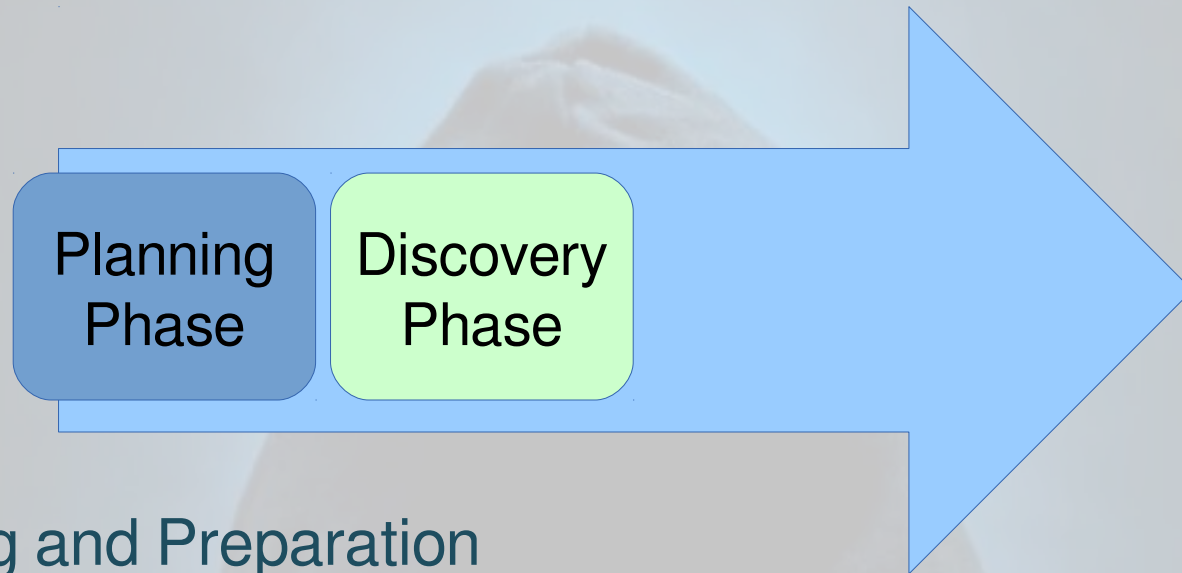 Planning
Phase
Discovery
Phase
g and Preparation